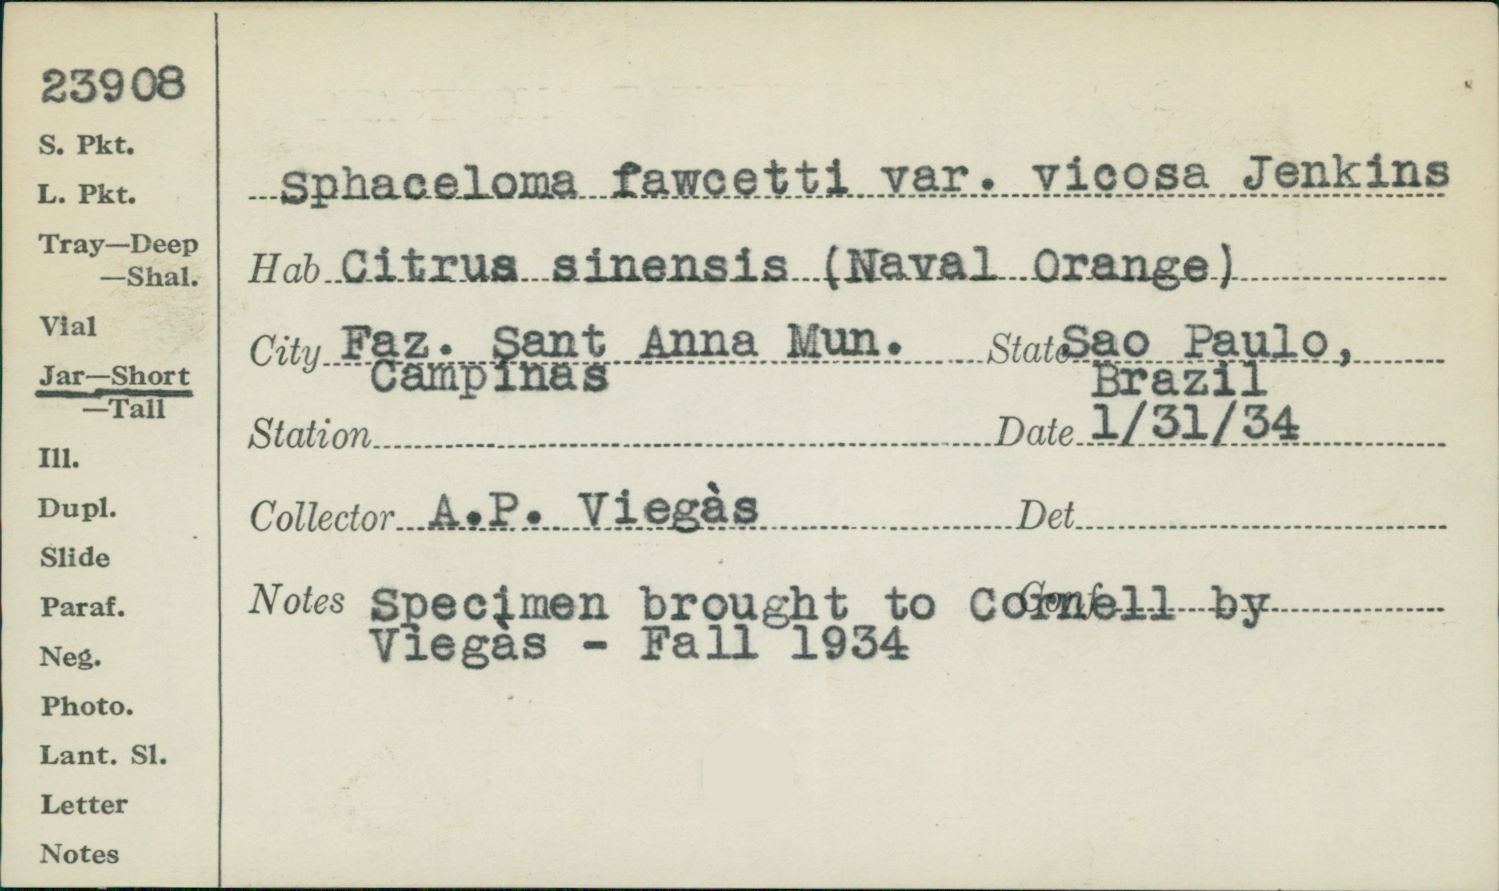 23908
S. Pkt.
L. Pkt.
Tray—Deep
—Shal.
Vial
Jar—Short
—Tall
Ill.
Dupl.
Slide
Paraf.
Neg.
Photo.
Lant. Sl.
Letter
Notes
Sphaceloma fawcetti var. vicosa Jenkins
Hab Citrus sinensis (Naval Orange)
City Faz. Sant Anna Mun. State Sao Paulo,
Campinas Brazil
Station Date 1/31/34
Collector A.P. Viegàs Det
Notes Specimen brought to Cornell by
Viegàs - Fall 1934